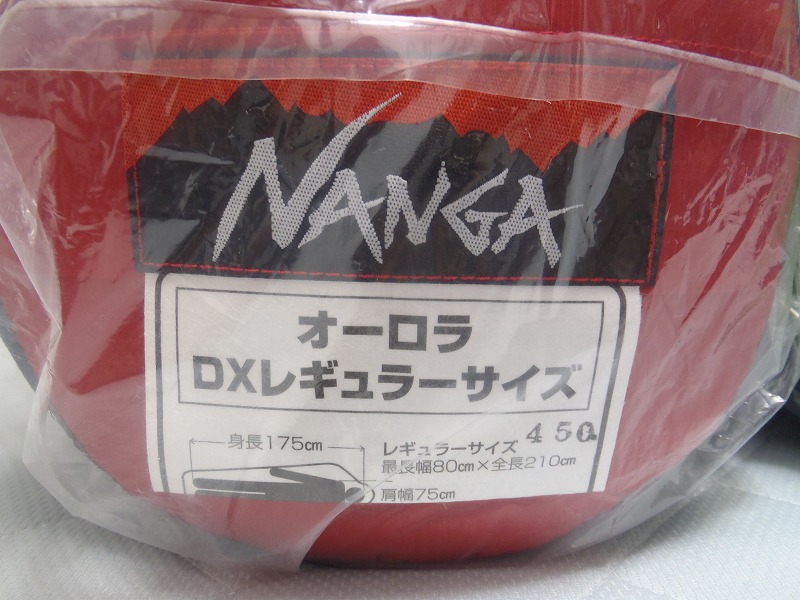 NANGA
オーロラ
DXレギュラーサイズ
身長175cm
レギュラーサイズ 450
最長幅80cm×全長210cm
肩幅75cm